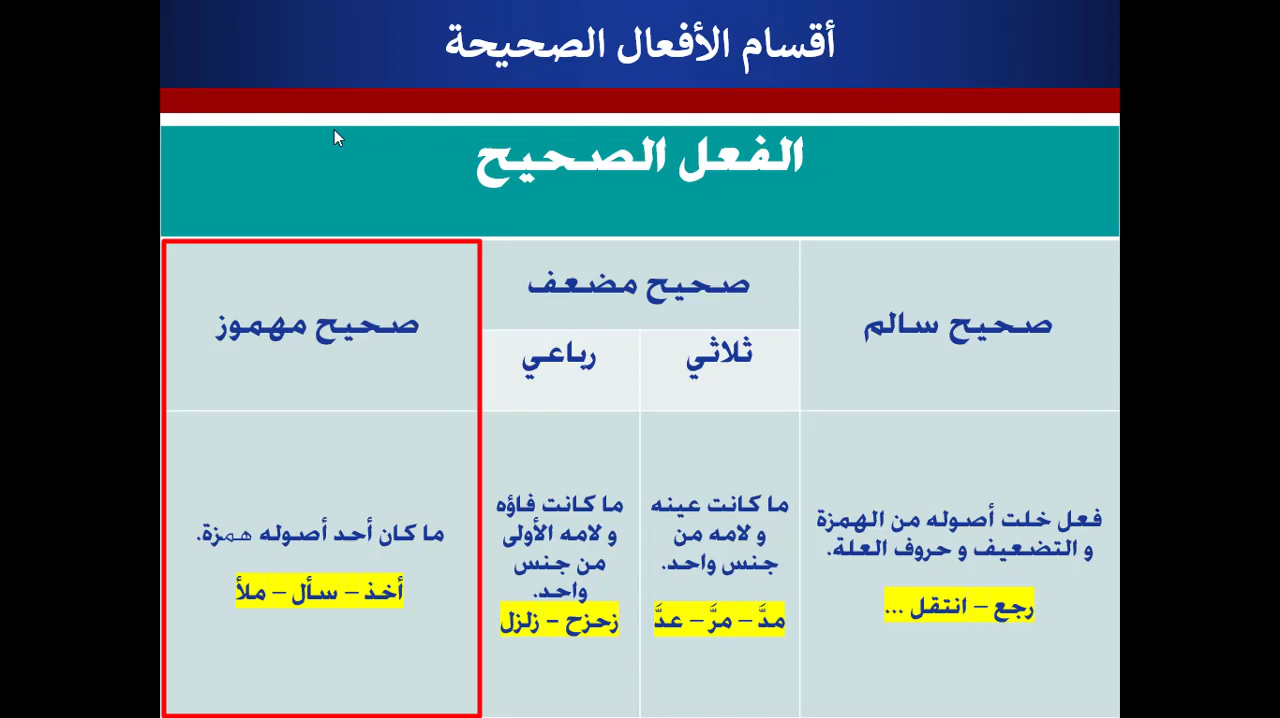 أقسام الأفعال الصحيحة
الفعل الصحيح
صحيح سالم
صحيح مضعف
صحيح مهموز
ثلاثي
رباعي
فعل خلت أصوله من الهمزة
و التضعيف و حروف العلة.
رجع – انتقل ...
ما كانت عينه
و لامه من
جنس واحد.
مدَّ – مرَّ – عدَّ
ما كانت فاؤه
و لامه الأولى
من جنس
واحد.
زحزح – زلزل
ما كان أحد أصوله همزة.
أخذ – سأل – ملأ